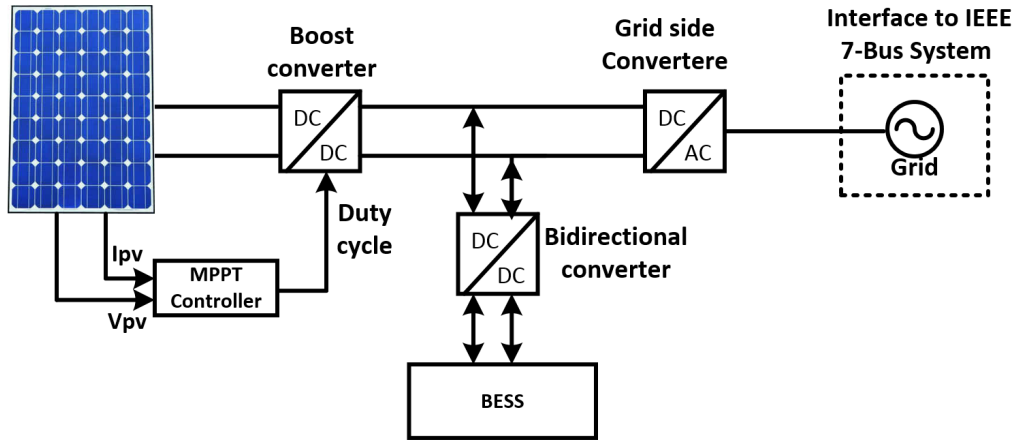 Boost
converter
Grid side
Convertere
Interface to IEEE
7-Bus System
DC
DC
DC
AC
Grid
Duty
cycle
Ipv
Vpv
MPPT
Controller
DC
DC
Bidirectional
converter
BESS